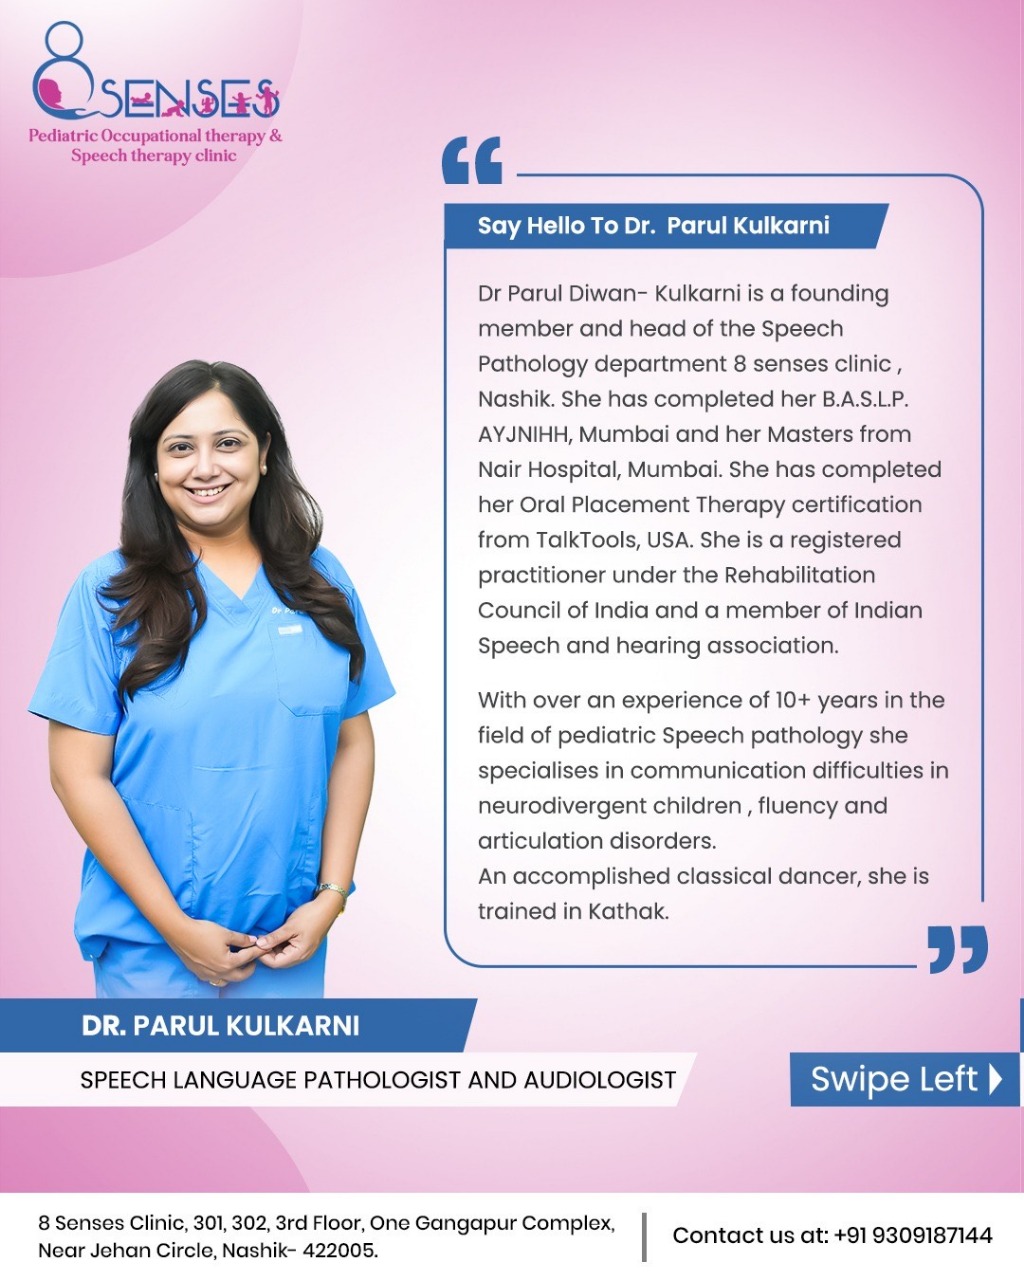 8 SENSES
Pediatric Occupational therapy &
Speech therapy clinic
Say Hello To Dr. Parul Kulkarni
Dr Parul Diwan- Kulkarni is a founding
member and head of the Speech
Pathology department 8 senses clinic ,
Nashik. She has completed her B.A.S.L.P.
AYJNIHH, Mumbai and her Masters from
Nair Hospital, Mumbai. She has completed
her Oral Placement Therapy certification
from TalkTools, USA. She is a registered
practitioner under the Rehabilitation
Council of India and a member of Indian
Speech and hearing association.
With over an experience of 10+ years in the
field of pediatric Speech pathology she
specialises in communication difficulties in
neurodivergent children , fluency and
articulation disorders.
An accomplished classical dancer, she is
trained in Kathak.
Dr
DR. PARUL KULKARNI
SPEECH LANGUAGE PATHOLOGIST AND AUDIOLOGIST
Swipe Left
8 Senses Clinic, 301, 302, 3rd Floor, One Gangapur Complex,
Near Jehan Circle, Nashik- 422005.
Contact us at: +91 9309187144